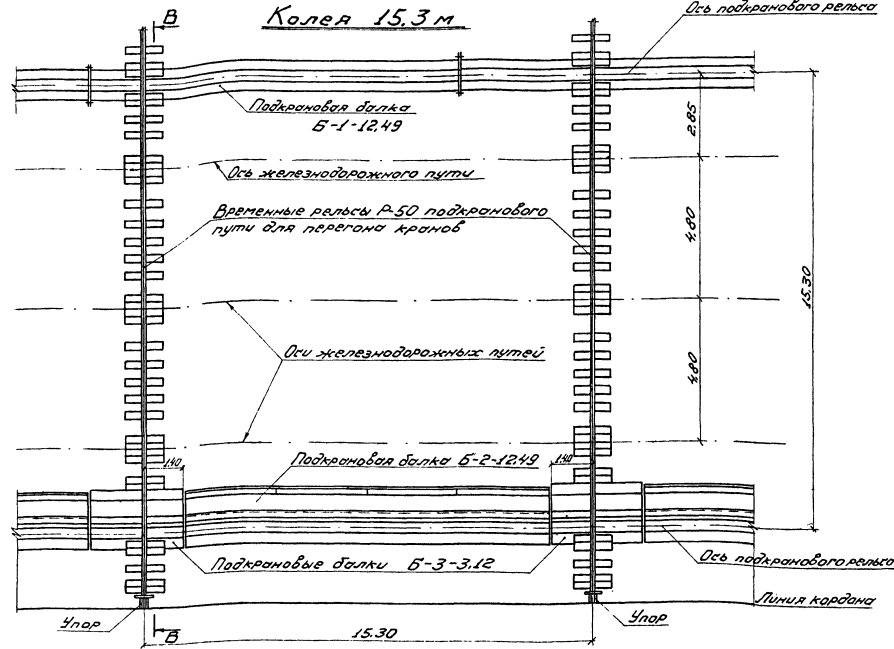 В
Колея 15.3 м
Ось подкранового рельса
Подкрановая балка
Б-1-12,49
2.85
Ось железнодорожного пути
Временные рельсы Р-50 подкранового
пути для перегона кранов
4.80
15.30
Оси железнодорожных путей
4.80
1.40
Подкрановая балка Б-2-12.49
1.40
Подкрановые балки Б-3-3,12
Ось подкранового рельса
Линия кордона
Упор
В
15.30
Упор